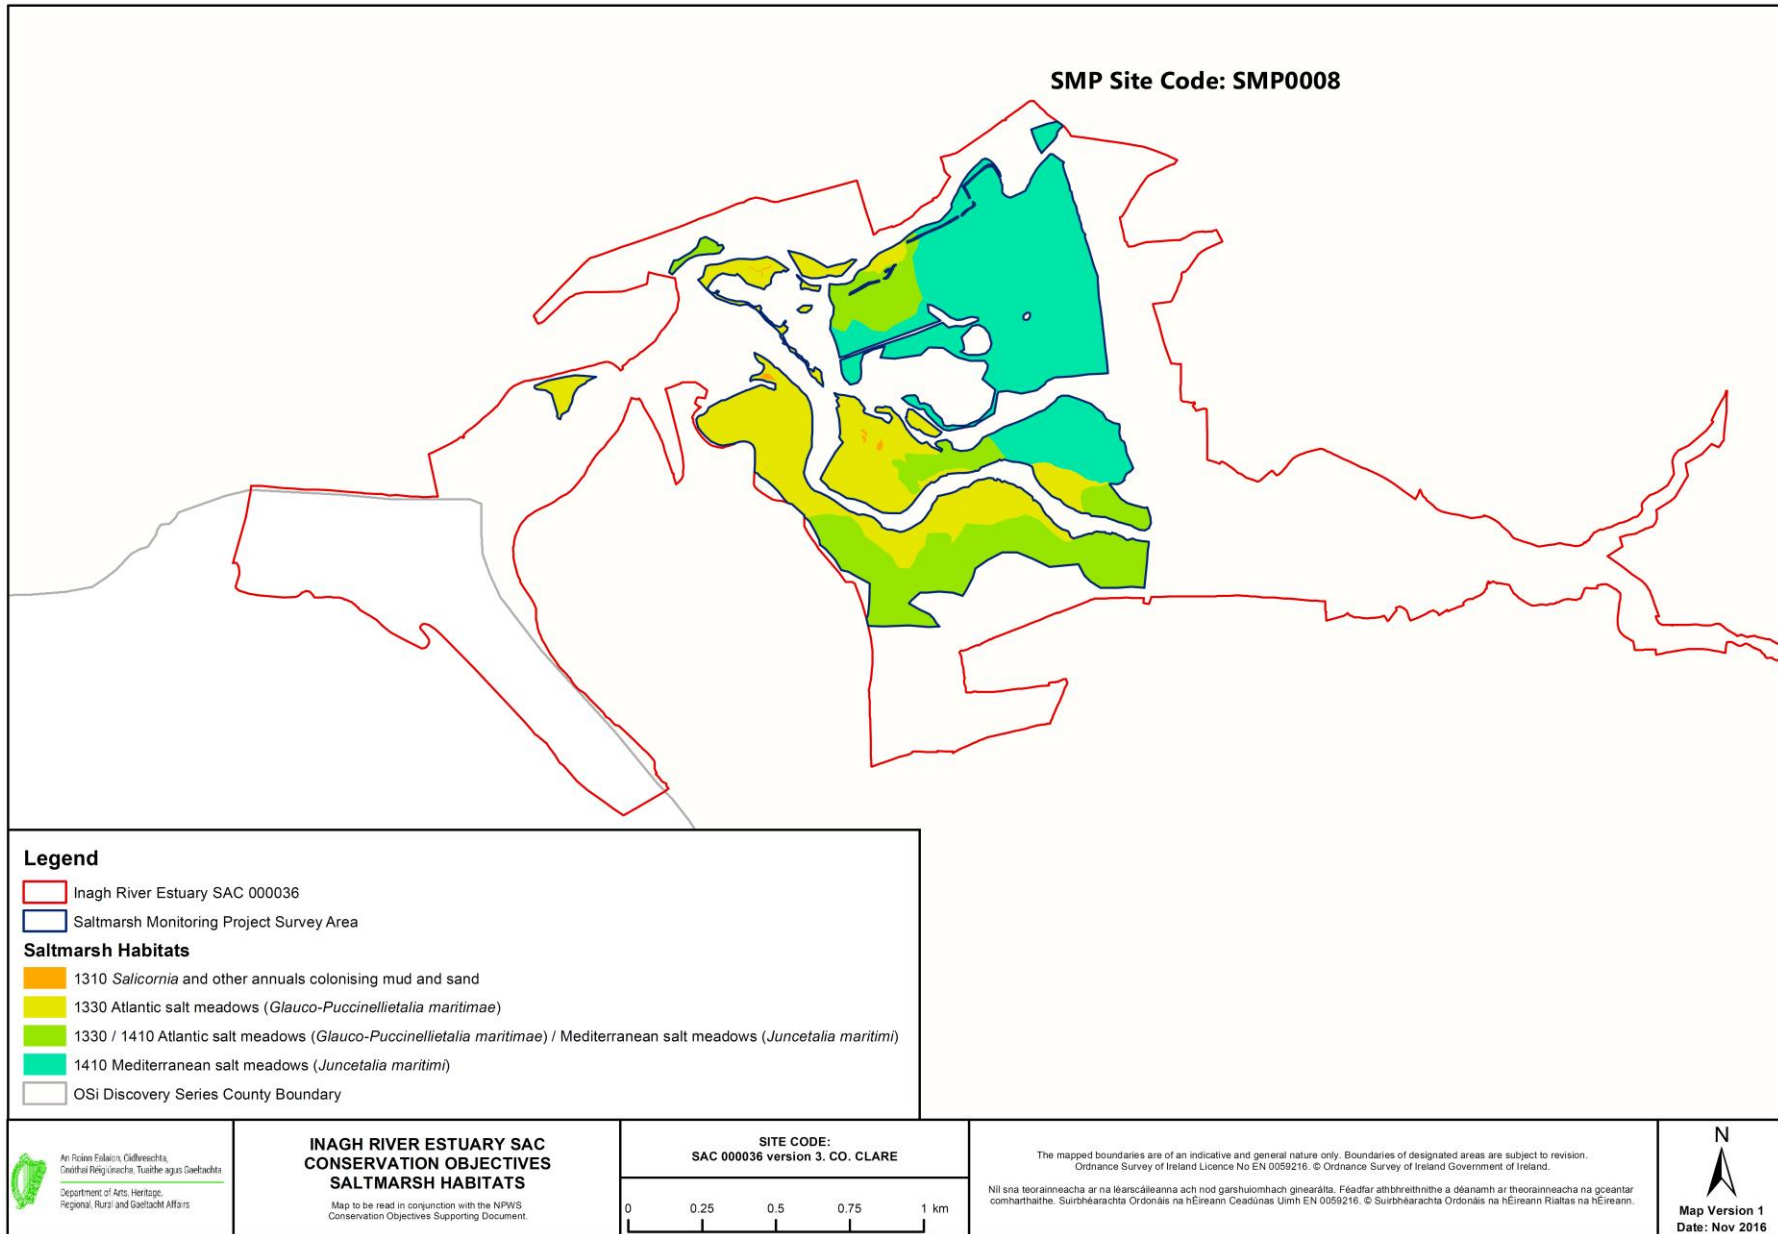 SMP Site Code: SMP0008
Legend
Inagh River Estuary SAC 000036
Saltmarsh Monitoring Project Survey Area
Saltmarsh Habitats
1310 Salicornia and other annuals colonising mud and sand
1330 Atlantic salt meadows (Glauco-Puccinellietalia maritimae)
1330 / 1410 Atlantic salt meadows (Glauco-Puccinellietalia maritimae) / Mediterranean salt meadows (Juncetalia maritimi)
1410 Mediterranean salt meadows (Juncetalia maritimi)
OSi Discovery Series County Boundary
An Roinn Ealaíon, Oidhreachta,
Gnóthaí Réigiúnacha, Tuaithe agus Gaeltachta
Department of Arts, Heritage,
Regional, Rural and Gaeltacht Affairs
INAGH RIVER ESTUARY SAC
CONSERVATION OBJECTIVES
SALTMARSH HABITATS
Map to be read in conjunction with the NPWS
Conservation Objectives Supporting Document.
SITE CODE:
SAC 000036 version 3. CO. CLARE
0 0.25 0.5 0.75 1 km
The mapped boundaries are of an indicative and general nature only. Boundaries of designated areas are subject to revision.
Ordnance Survey of Ireland Licence No EN 0059216. © Ordnance Survey of Ireland Government of Ireland.
Níl sna teorainneacha ar na léarscáileanna ach nod garshuiomhach ginearálta. Féadfar athbhreithnithe a déanamh ar theorainneacha na gceantar
comharthaithe. Suirbhéarachta Ordonáis na hÉireann Ceadúnas Uimh EN 0059216. © Suirbhéarachta Ordonáis na hÉireann Rialtas na hÉireann.
N
Map Version 1
Date: Nov 2016